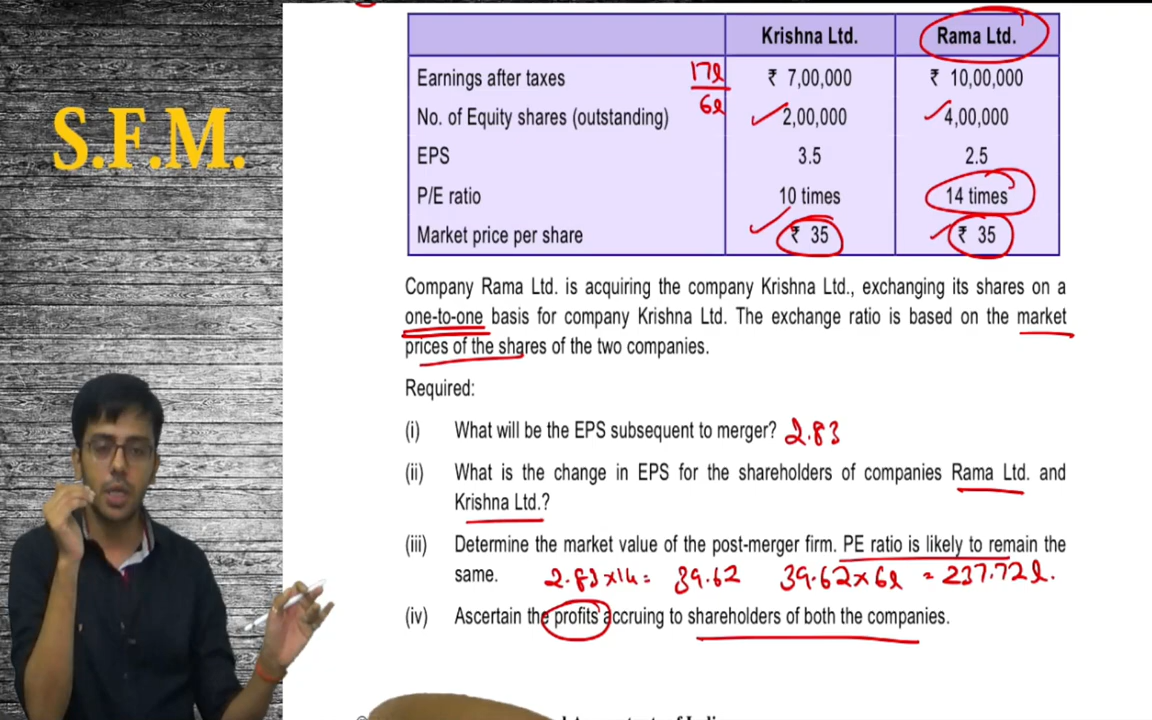 S.F.M.
Krishna Ltd. Rama Ltd.
Earnings after taxes ₹ 7,00,000 ₹ 10,00,000
17l
6l
No. of Equity shares (outstanding) 2,00,000 4,00,000
EPS 3.5 2.5
P/E ratio 10 times 14 times
Market price per share ₹ 35 ₹ 35
Company Rama Ltd. is acquiring the company Krishna Ltd., exchanging its shares on a
one-to-one basis for company Krishna Ltd. The exchange ratio is based on the market
prices of the shares of the two companies.
Required:
(i) What will be the EPS subsequent to merger? 2.83
(ii) What is the change in EPS for the shareholders of companies Rama Ltd. and
Krishna Ltd.?
(iii) Determine the market value of the post-merger firm. PE ratio is likely to remain the
same. 2.83 x 14 = 39.62 39.62 x 6l = 237.72l.
(iv) Ascertain the profits accruing to shareholders of both the companies.